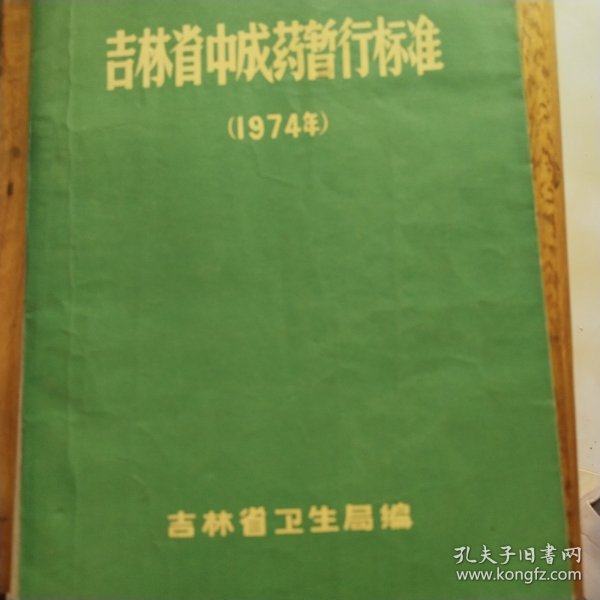 吉林省中成药暂行标准
(1974年)
吉林省卫生局编
孔夫子旧书网
www.kongfz.com